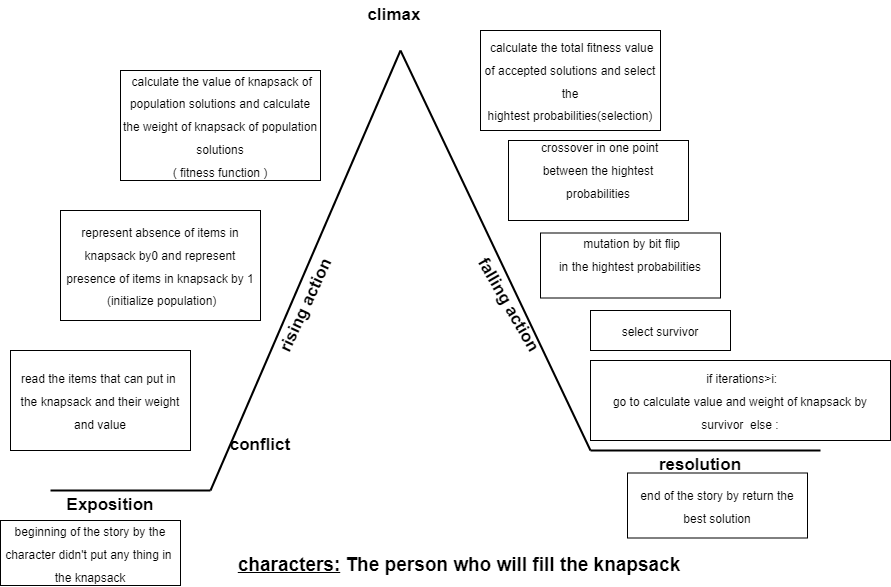 climax
calculate the value of knapsack of
population solutions and calculate
the weight of knapsack of population
solutions
( fitness function )
represent absence of items in
knapsack by0 and represent
presence of items in knapsack by 1
(initialize population)
rising action
read the items that can put in
the knapsack and their weight
and value
conflict
Exposition
beginning of the story by the
character didn't put any thing in
the knapsack
calculate the total fitness value
of accepted solutions and select
the
hightest probabilities(selection)
crossover in one point
between the highest
probabilities
mutation by bit flip
in the highest probabilities
falling action
select survivor
if iterations>i:
go to calculate value and weight of knapsack by
survivor else :
resolution
end of the story by return the
best solution
characters: The person who will fill the knapsack